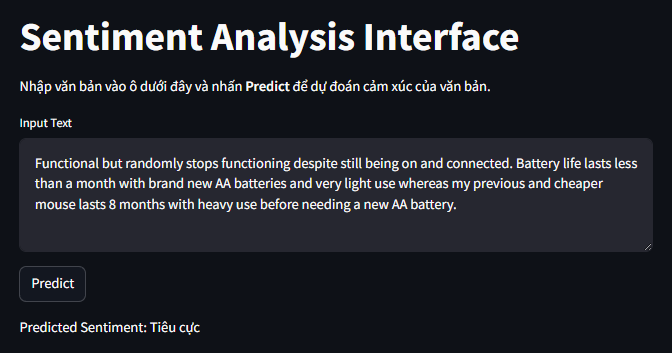 Sentiment Analysis Interface
Nhập văn bản vào ô dưới đây và nhấn Predict để dự đoán cảm xúc của văn bản.
Input Text
Functional but randomly stops functioning despite still being on and connected. Battery life lasts less
than a month with brand new AA batteries and very light use whereas my previous and cheaper
mouse lasts 8 months with heavy use before needing a new AA battery.
Predict
Predicted Sentiment: Tiêu cực